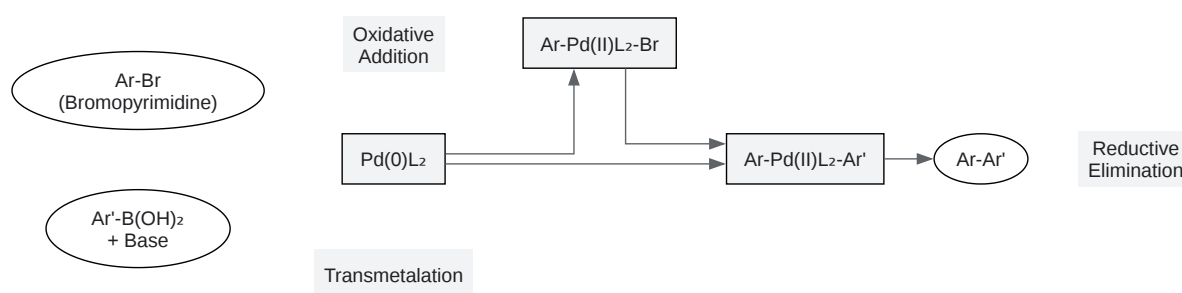 Oxidative
Addition
Ar-Pd(II)L₂-Br
Ar-Br
(Bromopyrimidine)
Pd(0)L₂
Ar-Pd(II)L₂-Ar'
Ar-Ar'
Reductive
Elimination
Ar'-B(OH)₂
+ Base
Transmetalation